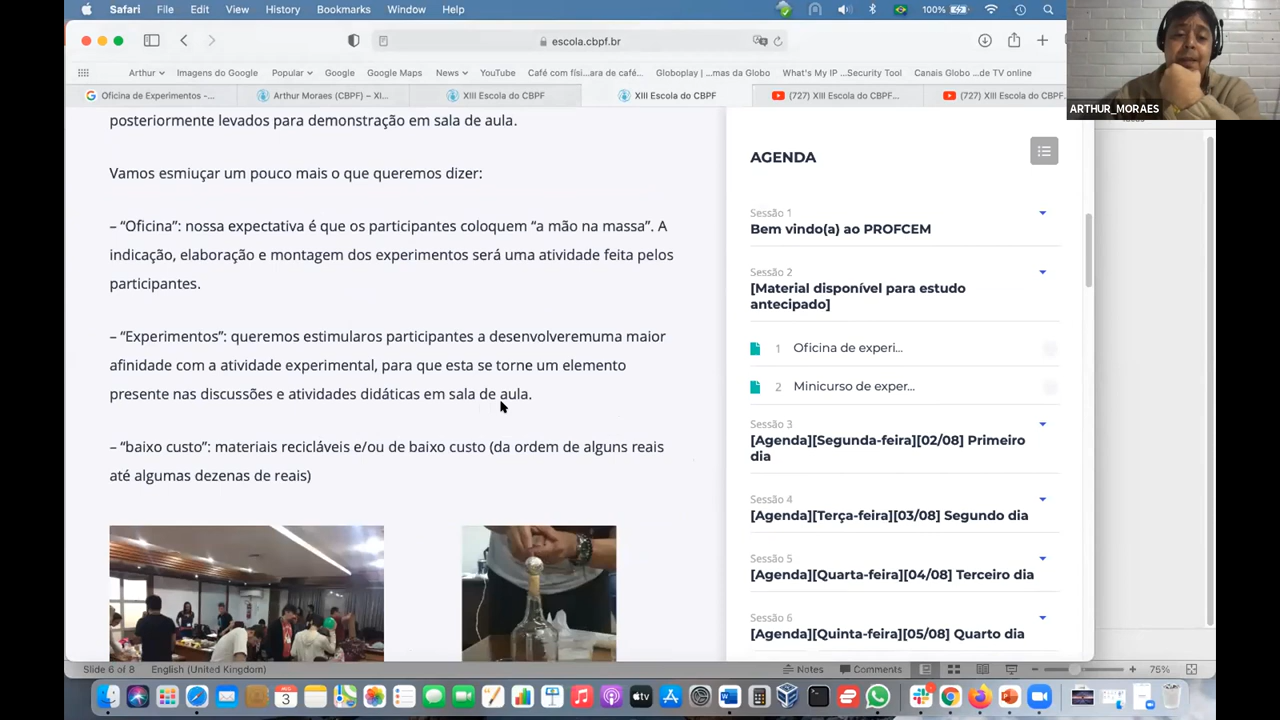 Safari File Edit View History Bookmarks Window Help 100%
escola.cbpf.br
Arthur Imagens do Google Popular Google Google Maps News YouTube Café com físi...ara de café... Globoplay |...mas da Globo What's My IP ...Security Tool Canais Globo ...de TV online
Oficina de Experimentos -... Arthur Moraes (CBPF) – XI... XIII Escola do CBPF XIII Escola do CBPF (727) XIII Escola do CBPF... (727) XIII Escola do CBPF
ARTHUR_MORAES
posteriormente levados para demonstração em sala de aula.
Vamos esmiuçar um pouco mais o que queremos dizer:
– “Oficina”: nossa expectativa é que os participantes coloquem “a mão na massa”. A
indicação, elaboração e montagem dos experimentos será uma atividade feita pelos
participantes.
– “Experimentos”: queremos estimularos participantes a desenvolveremuma maior
afinidade com a atividade experimental, para que esta se torne um elemento
presente nas discussões e atividades didáticas em sala de aula.
– “baixo custo”: materiais recicláveis e/ou de baixo custo (da ordem de alguns reais
até algumas dezenas de reais)
AGENDA
Sessão 1
Bem vindo(a) ao PROFCEM
Sessão 2
[Material disponível para estudo
antecipado]
1 Oficina de experi...
2 Minicurso de exper...
Sessão 3
[Agenda][Segunda-feira][02/08] Primeiro
dia
Sessão 4
[Agenda][Terça-feira][03/08] Segundo dia
Sessão 5
[Agenda][Quarta-feira][04/08] Terceiro dia
Sessão 6
[Agenda][Quinta-feira][05/08] Quarto dia
Slide 6 of 8 English (United Kingdom) Notes Comments 75%
AUG
3
tv